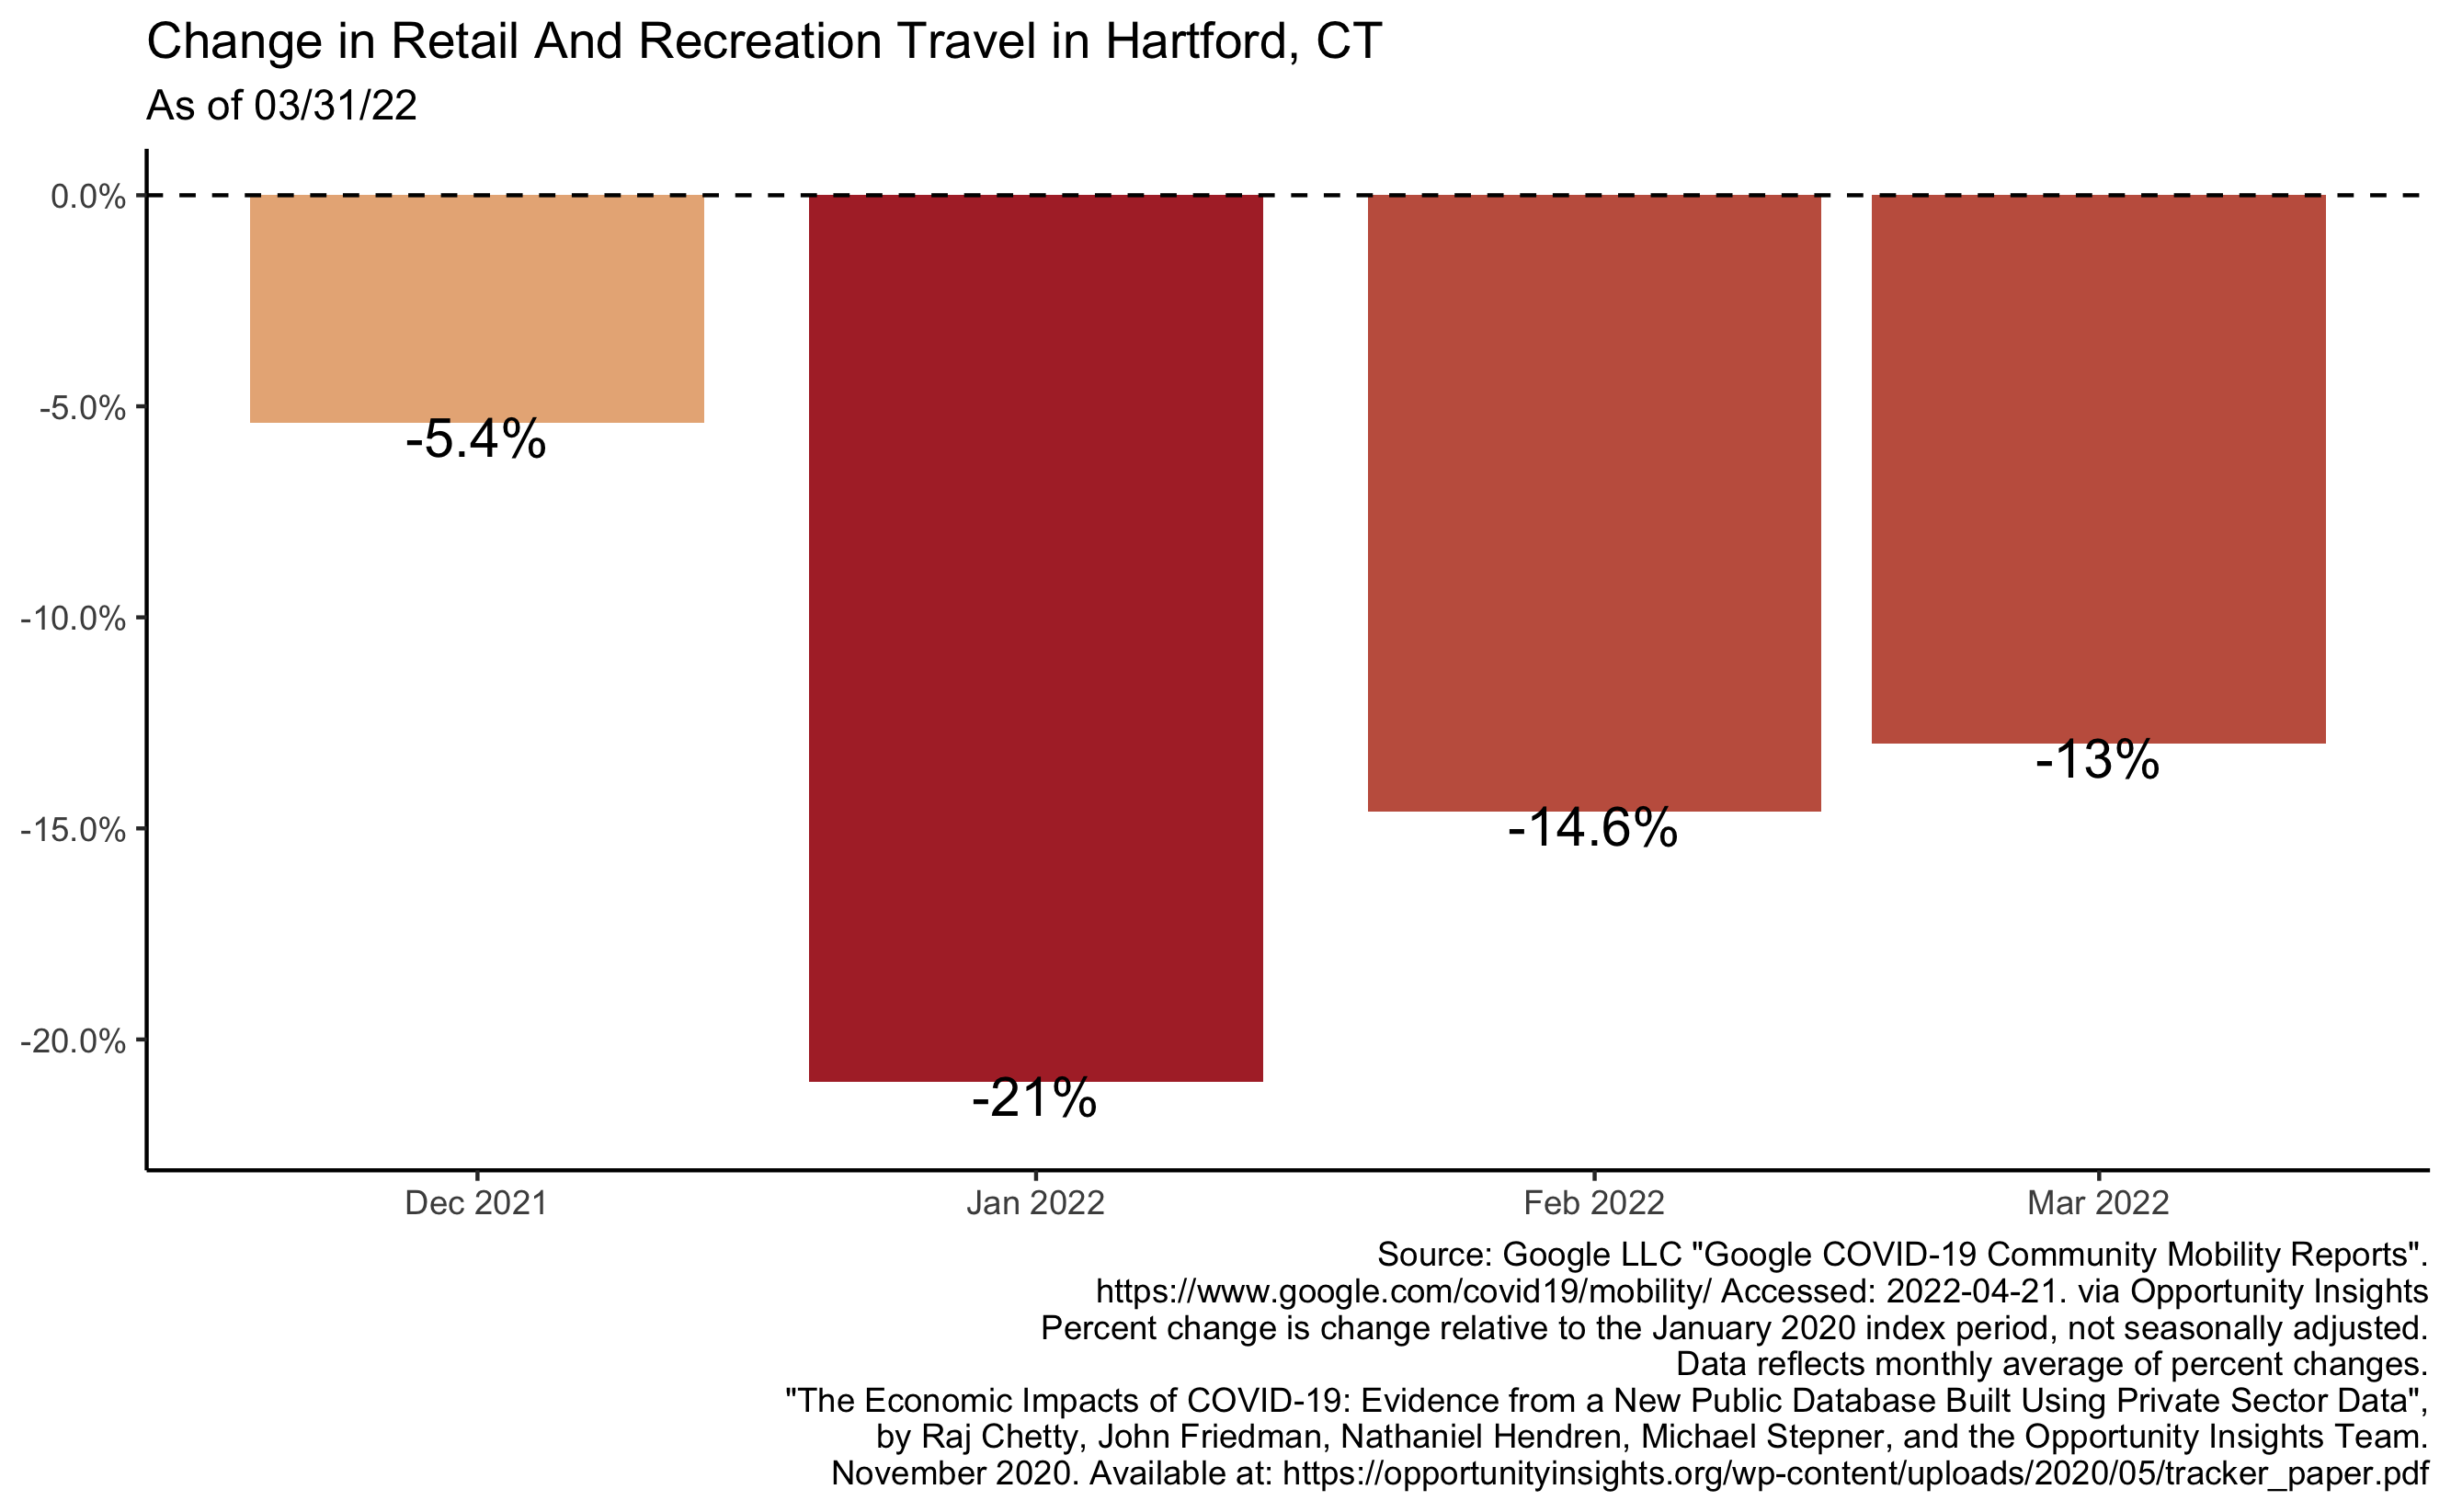 Change in Retail And Recreation Travel in Hartford, CT
As of 03/31/22
0.0%
-5.0%
-10.0%
-15.0%
-20.0%
-5.4%
-21%
-14.6%
-13%
Dec 2021
Jan 2022
Feb 2022
Mar 2022
Source: Google LLC "Google COVID-19 Community Mobility Reports".
https://www.google.com/covid19/mobility/ Accessed: 2022-04-21. via Opportunity Insights
Percent change is change relative to the January 2020 index period, not seasonally adjusted.
Data reflects monthly average of percent changes.
"The Economic Impacts of COVID-19: Evidence from a New Public Database Built Using Private Sector Data",
by Raj Chetty, John Friedman, Nathaniel Hendren, Michael Stepner, and the Opportunity Insights Team.
November 2020. Available at: https://opportunityinsights.org/wp-content/uploads/2020/05/tracker_paper.pdf